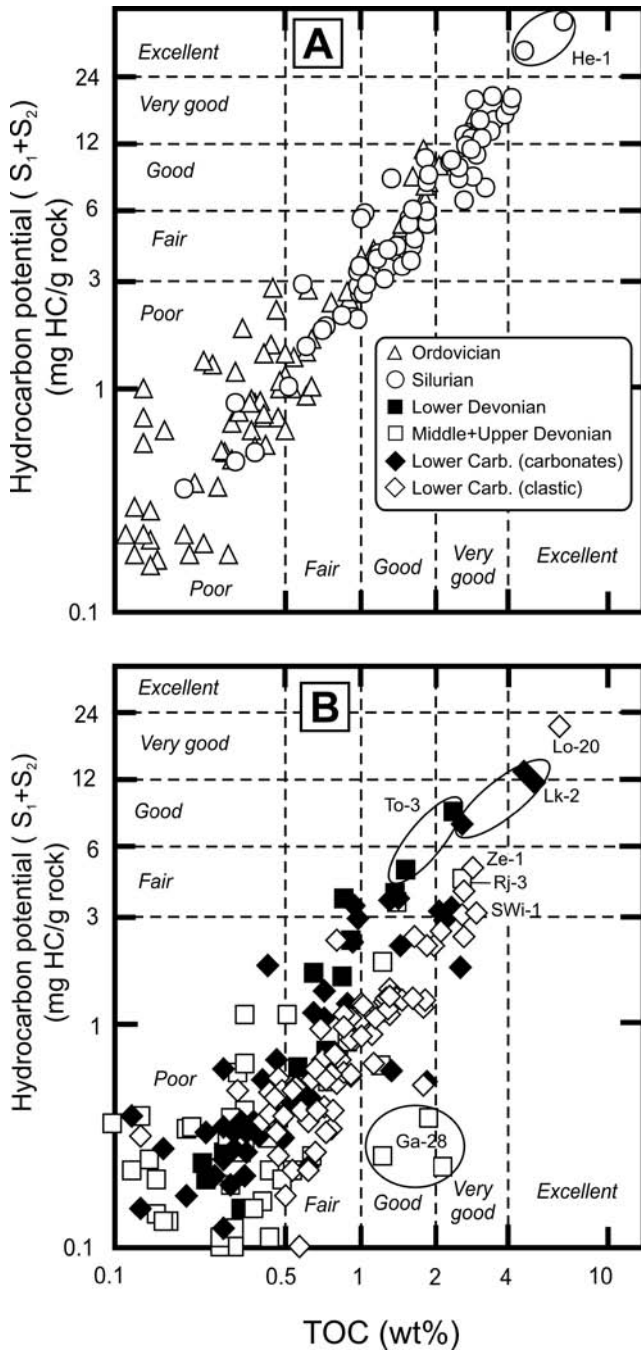 A
Excellent
He-1
24
Very good
12
Good
6
Fair
3
Poor
1
0.1
Hydrocarbon potential ( S₁+S₂)
(mg HC/g rock)
Ordovician
Silurian
Lower Devonian
Middle+Upper Devonian
Lower Carb. (carbonates)
Lower Carb. (clastic)
Poor
Fair
Good
Very
good
Excellent
B
Excellent
24
Very good
Lo-20
12
Good
To-3
Lk-2
6
Fair
Ze-1
Rj-3
SWi-1
3
1
Poor
Ga-28
Fair
Good
Very
good
Excellent
0.1
Hydrocarbon potential ( S₁+S₂)
(mg HC/g rock)
0.1
0.5
1
2
4
10
TOC (wt%)